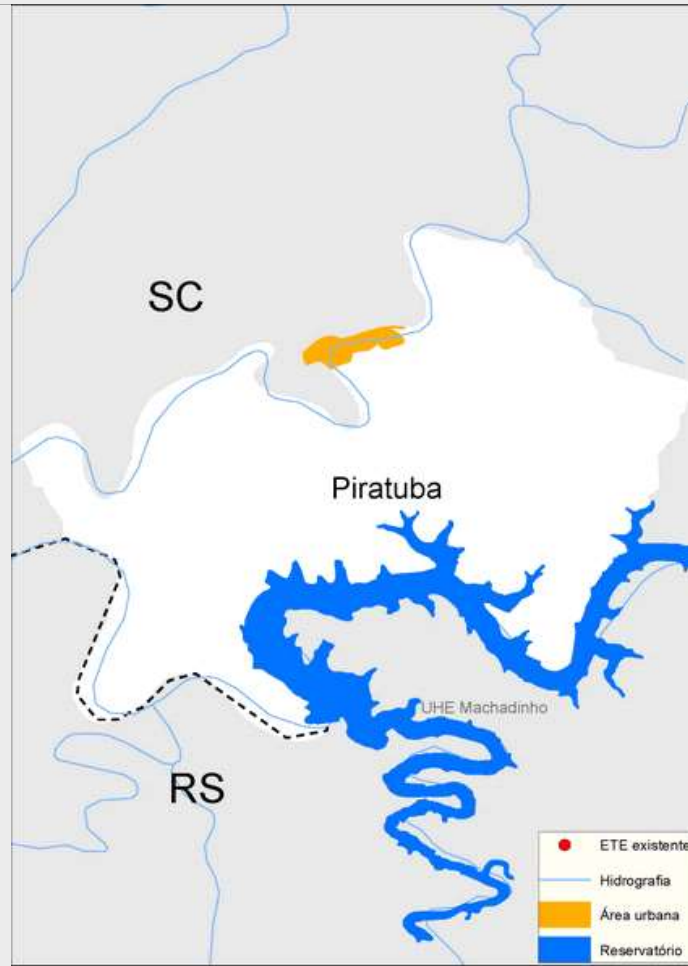 SC
Piratuba
UHE Machadinho
RS
ETE existente
Hidrografia
Área urbana
Reservatório